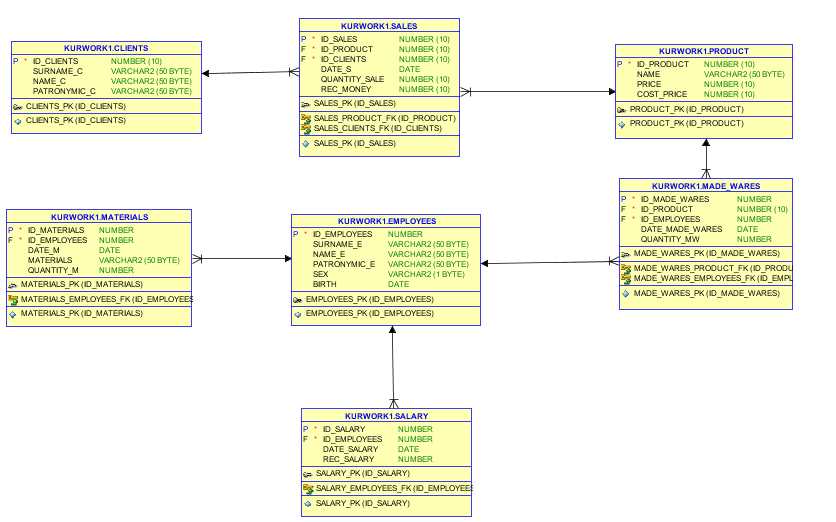 KURWORK1.CLIENTS
P * ID_CLIENTS NUMBER (10)
SURNAME_C VARCHAR2 (50 BYTE)
NAME_C VARCHAR2 (50 BYTE)
PATRONYMIC_C VARCHAR2 (50 BYTE)
CLIENTS_PK (ID_CLIENTS)
CLIENTS_PK (ID_CLIENTS)
KURWORK1.SALES
P * ID_SALES NUMBER (10)
F * ID_PRODUCT NUMBER (10)
F * ID_CLIENTS NUMBER (10)
DATE_S DATE
QUANTITY_SALE NUMBER (10)
REC_MONEY NUMBER (10)
SALES_PK (ID_SALES)
SALES_PRODUCT_FK (ID_PRODUCT)
SALES_CLIENTS_FK (ID_CLIENTS)
SALES_PK (ID_SALES)
KURWORK1.PRODUCT
P * ID_PRODUCT NUMBER (10)
NAME VARCHAR2 (50 BYTE)
PRICE NUMBER (10)
COST_PRICE NUMBER (10)
PRODUCT_PK (ID_PRODUCT)
PRODUCT_PK (ID_PRODUCT)
KURWORK1.MATERIALS
P * ID_MATERIALS NUMBER
F * ID_EMPLOYEES NUMBER
DATE_M DATE
MATERIALS VARCHAR2 (50 BYTE)
QUANTITY_M NUMBER
MATERIALS_PK (ID_MATERIALS)
MATERIALS_EMPLOYEES_FK (ID_EMPLOYEES
MATERIALS_PK (ID_MATERIALS)
KURWORK1.EMPLOYEES
P * ID_EMPLOYEES NUMBER
SURNAME_E VARCHAR2 (50 BYTE)
NAME_E VARCHAR2 (50 BYTE)
PATRONYMIC_E VARCHAR2 (50 BYTE)
SEX VARCHAR2 (1 BYTE)
BIRTH DATE
EMPLOYEES_PK (ID_EMPLOYEES)
EMPLOYEES_PK (ID_EMPLOYEES)
KURWORK1.MADE_WARES
P * ID_MADE_WARES NUMBER
F * ID_PRODUCT NUMBER (10)
F * ID_EMPLOYEES NUMBER
DATE_MADE_WARES DATE
QUANTITY_MW NUMBER
MADE_WARES_PK (ID_MADE_WARES)
MADE_WARES_PRODUCT_FK (ID_PRODU
MADE_WARES_EMPLOYEES_FK (ID_EMPL
MADE_WARES_PK (ID_MADE_WARES)
KURWORK1.SALARY
P * ID_SALARY NUMBER
F * ID_EMPLOYEES NUMBER
DATE_SALARY DATE
REC_SALARY NUMBER
SALARY_PK (ID_SALARY)
SALARY_EMPLOYEES_FK (ID_EMPLOYEES
SALARY_PK (ID_SALARY)